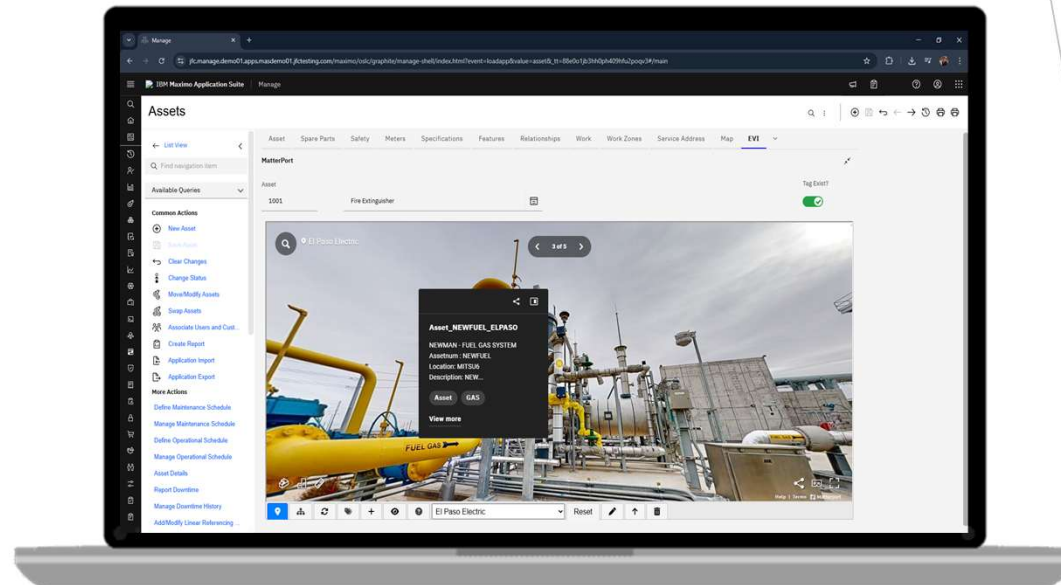 Manage
jfc.manage.demo01.apps.maxdemo01.jfctesting.com/maximo/oslc/graphite/manage-shell/index.html?event=loadapp&value=asset&_tt=
IBM Maximo Application Suite Manage
Assets
List View
Find navigation item
Available Queries
Common Actions
New Asset
Clear Changes
Change Status
Move/Modify Assets
Swap Assets
Associate Users and Cust...
Create Report
Application Import
Application Export
More Actions
Define Maintenance Schedule
Manage Maintenance Schedule
Define Operational Schedule
Manage Operational Schedule
Asset Details
Report Downtime
Manage Downtime History
Add/Modify Linear Referencing ...
Asset Spare Parts Safety Meters Specifications Features Relationships Work Work Zones Service Address Map EVI
MatterPort
Asset
Tag Exist?
1001 Fire Extinguisher
El Paso Electric
3 of 5
Asset_NEWFUEL_ELPASO
NEWMAN - FUEL GAS SYSTEM
Assetnum : NEWFUEL
Location: MITSU6
Description: NEW...
Asset GAS
View more
FUEL GAS
Help | Terms
El Paso Electric Reset